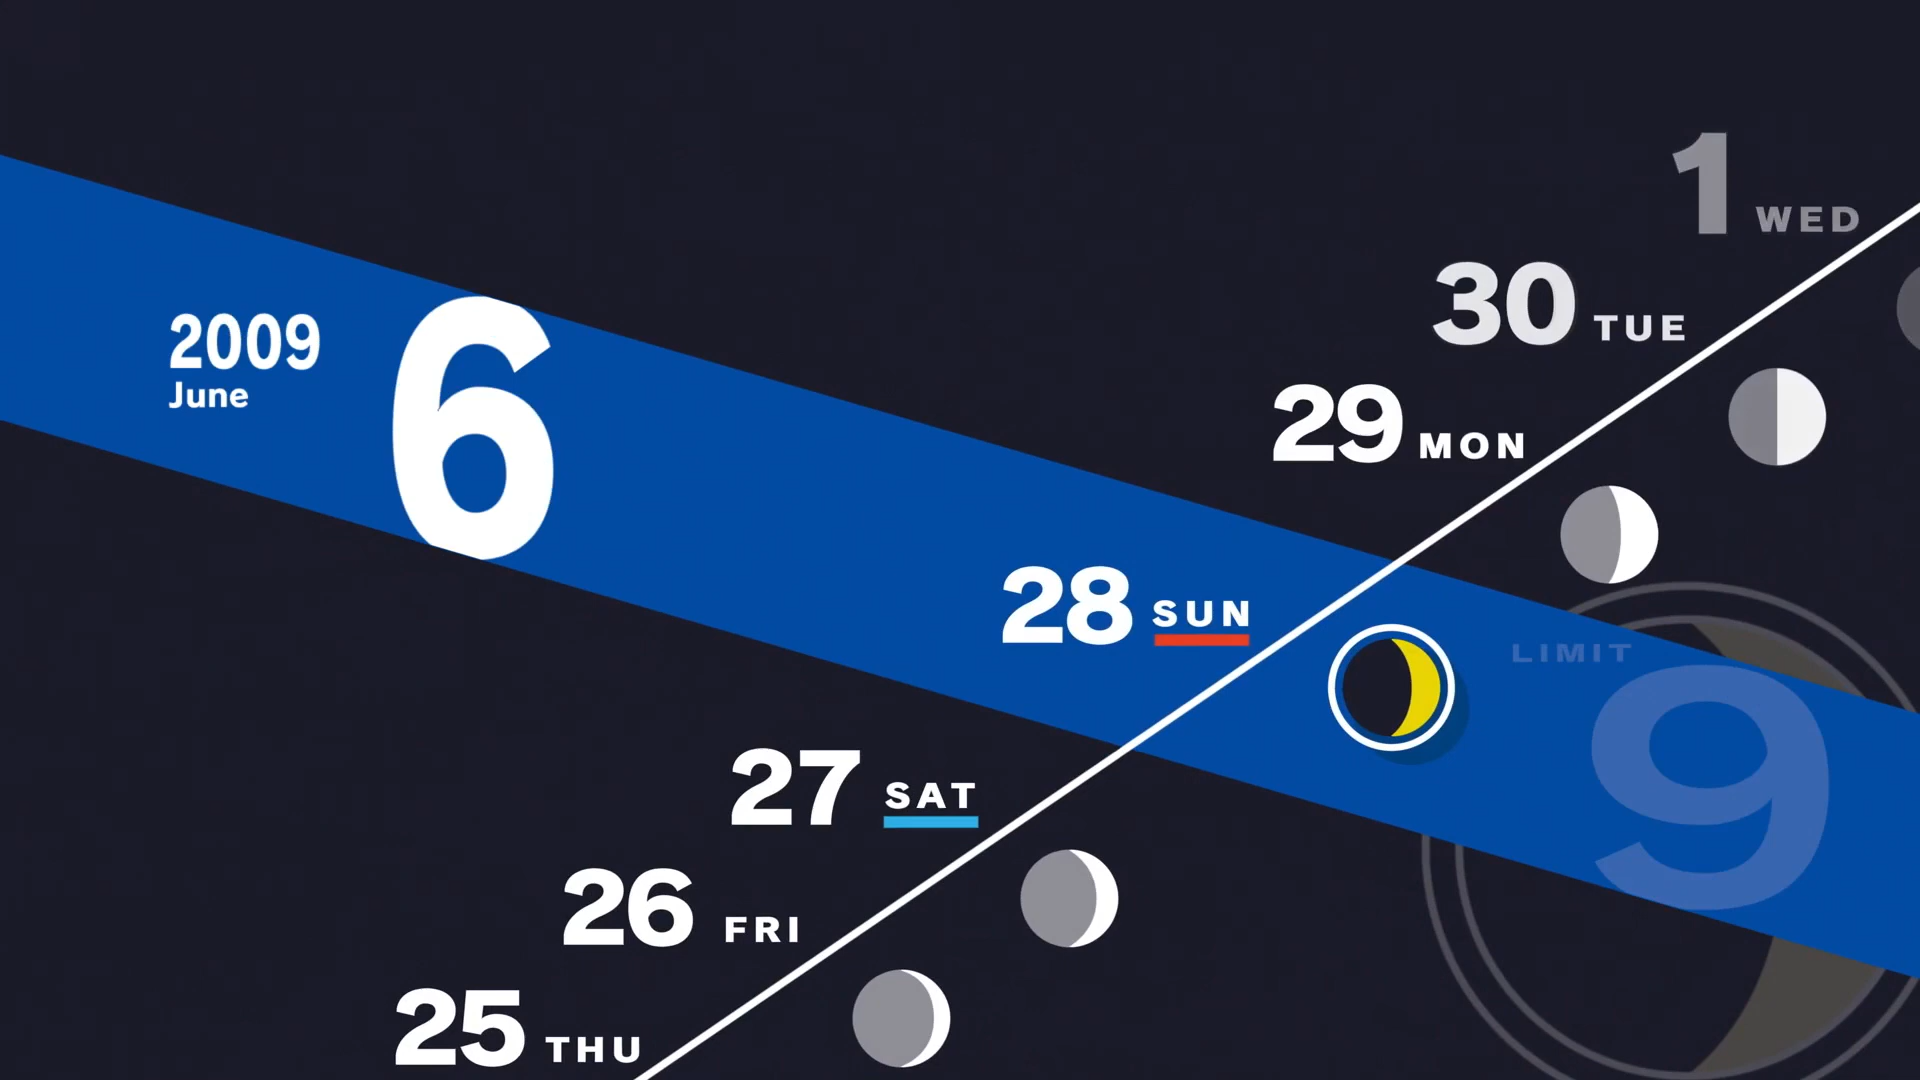 2009
June
6
1 WED
30 TUE
29 MON
28 SUN
27 SAT
26 FRI
25 THU
LIMIT
9